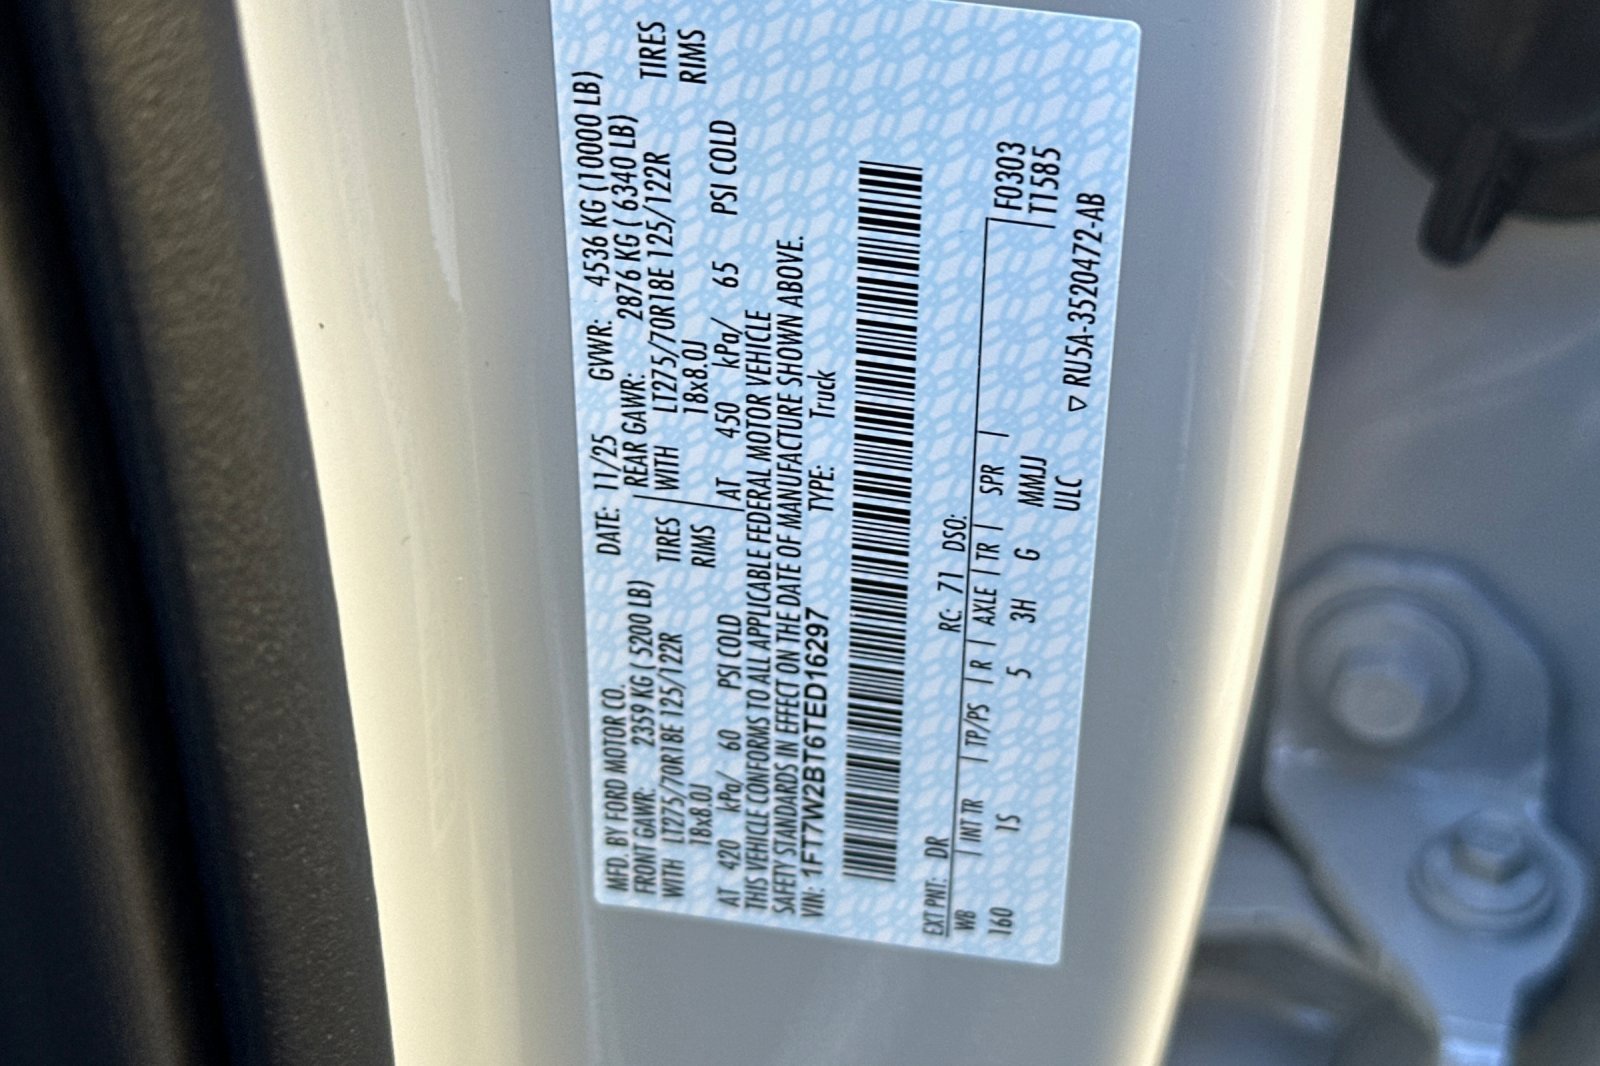 MFD. BY FORD MOTOR CO. DATE: 11/25 GVWR: 4536 KG (10000 LB)
FRONT GAWR: 2359 KG ( 5200 LB) REAR GAWR: 2876 KG ( 6340 LB)
WITH LT275/70R18E 125/122R TIRES WITH LT275/70R18E 125/122R TIRES
18x8.0J RIMS 18x8.0J RIMS
AT 420 kPa/ 60 PSI COLD AT 450 kPa/ 65 PSI COLD
THIS VEHICLE CONFORMS TO ALL APPLICABLE FEDERAL MOTOR VEHICLE
SAFETY STANDARDS IN EFFECT ON THE DATE OF MANUFACTURE SHOWN ABOVE.
VIN: 1FT7W2BT6TED16297 TYPE: Truck
EXT PNT: DR RC: 71 DSO:
WB INT TR TP/PS R AXLE TR SPR F0303
160 1S 5 3H G MMJJ T1585
ULC ▽ RU5A-3520472-AB